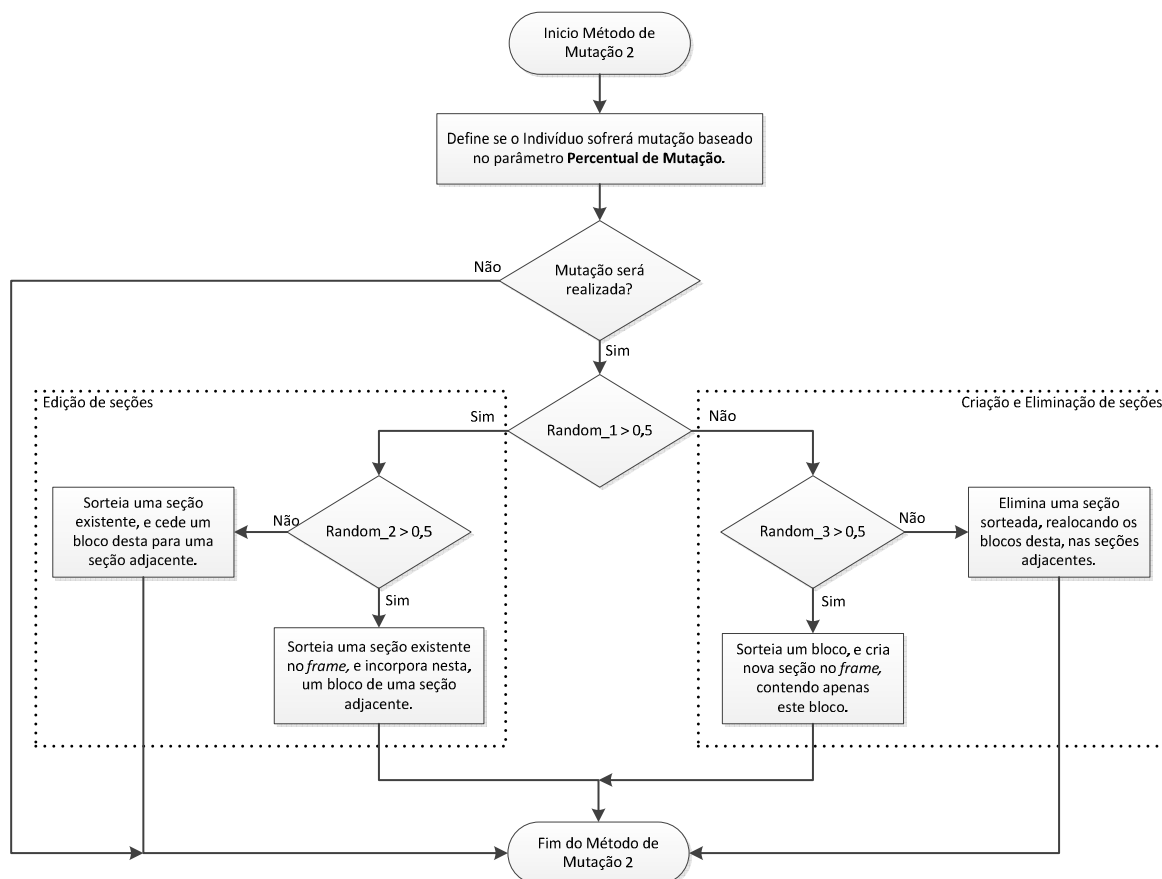 Inicio Método de
Mutação 2
Define se o Indivíduo sofrerá mutação baseado
no parâmetro Percentual de Mutação.
Não
Mutação será
realizada?
Sim
Edição de seções
Criação e Eliminação de seções
Sim
Random_1 > 0,5
Não
Sorteia uma seção
existente, e cede um
bloco desta para uma
seção adjacente.
Não
Random_2 > 0,5
Sim
Random_3 > 0,5
Não
Sim
Elimina uma seção
sorteada, realocando os
blocos desta, nas seções
adjacentes.
Sorteia uma seção existente
no frame, e incorpora nesta,
um bloco de uma seção
adjacente.
Sorteia um bloco, e cria
nova seção no frame,
contendo apenas
este bloco.
Fim do Método de
Mutação 2